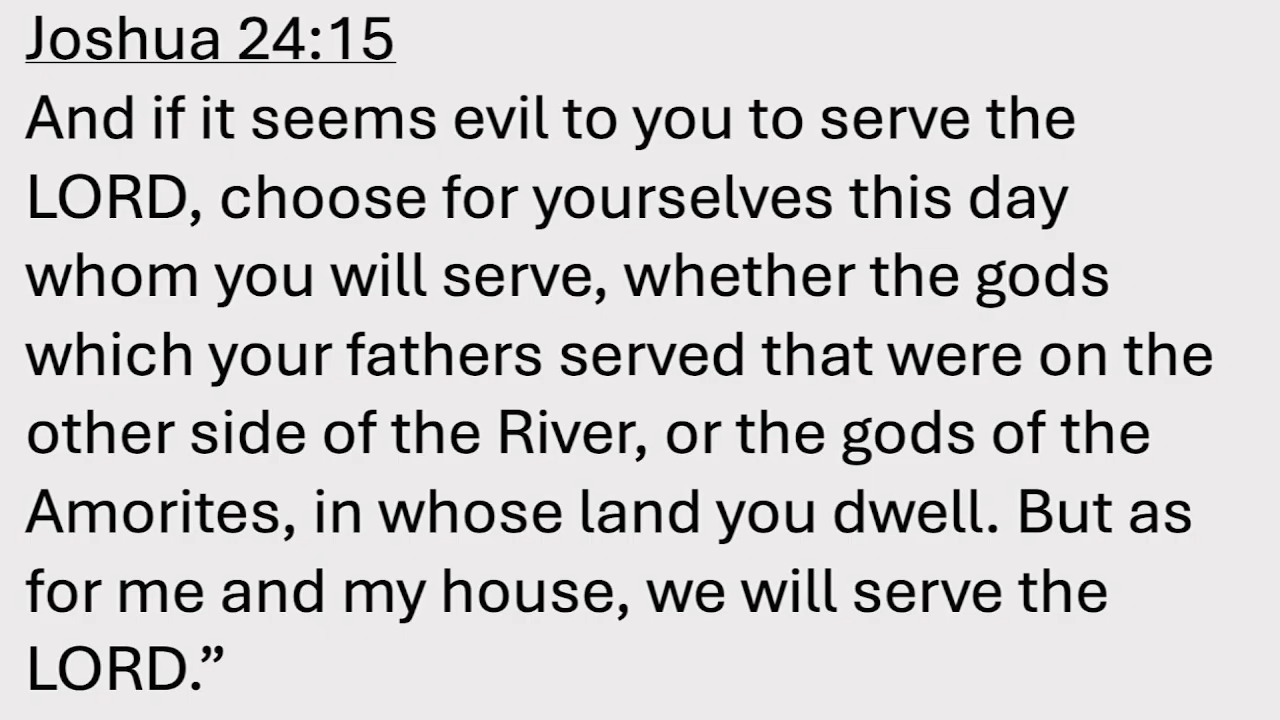 Joshua 24:15
And if it seems evil to you to serve the
LORD, choose for yourselves this day
whom you will serve, whether the gods
which your fathers served that were on the
other side of the River, or the gods of the
Amorites, in whose land you dwell. But as
for me and my house, we will serve the
LORD.”